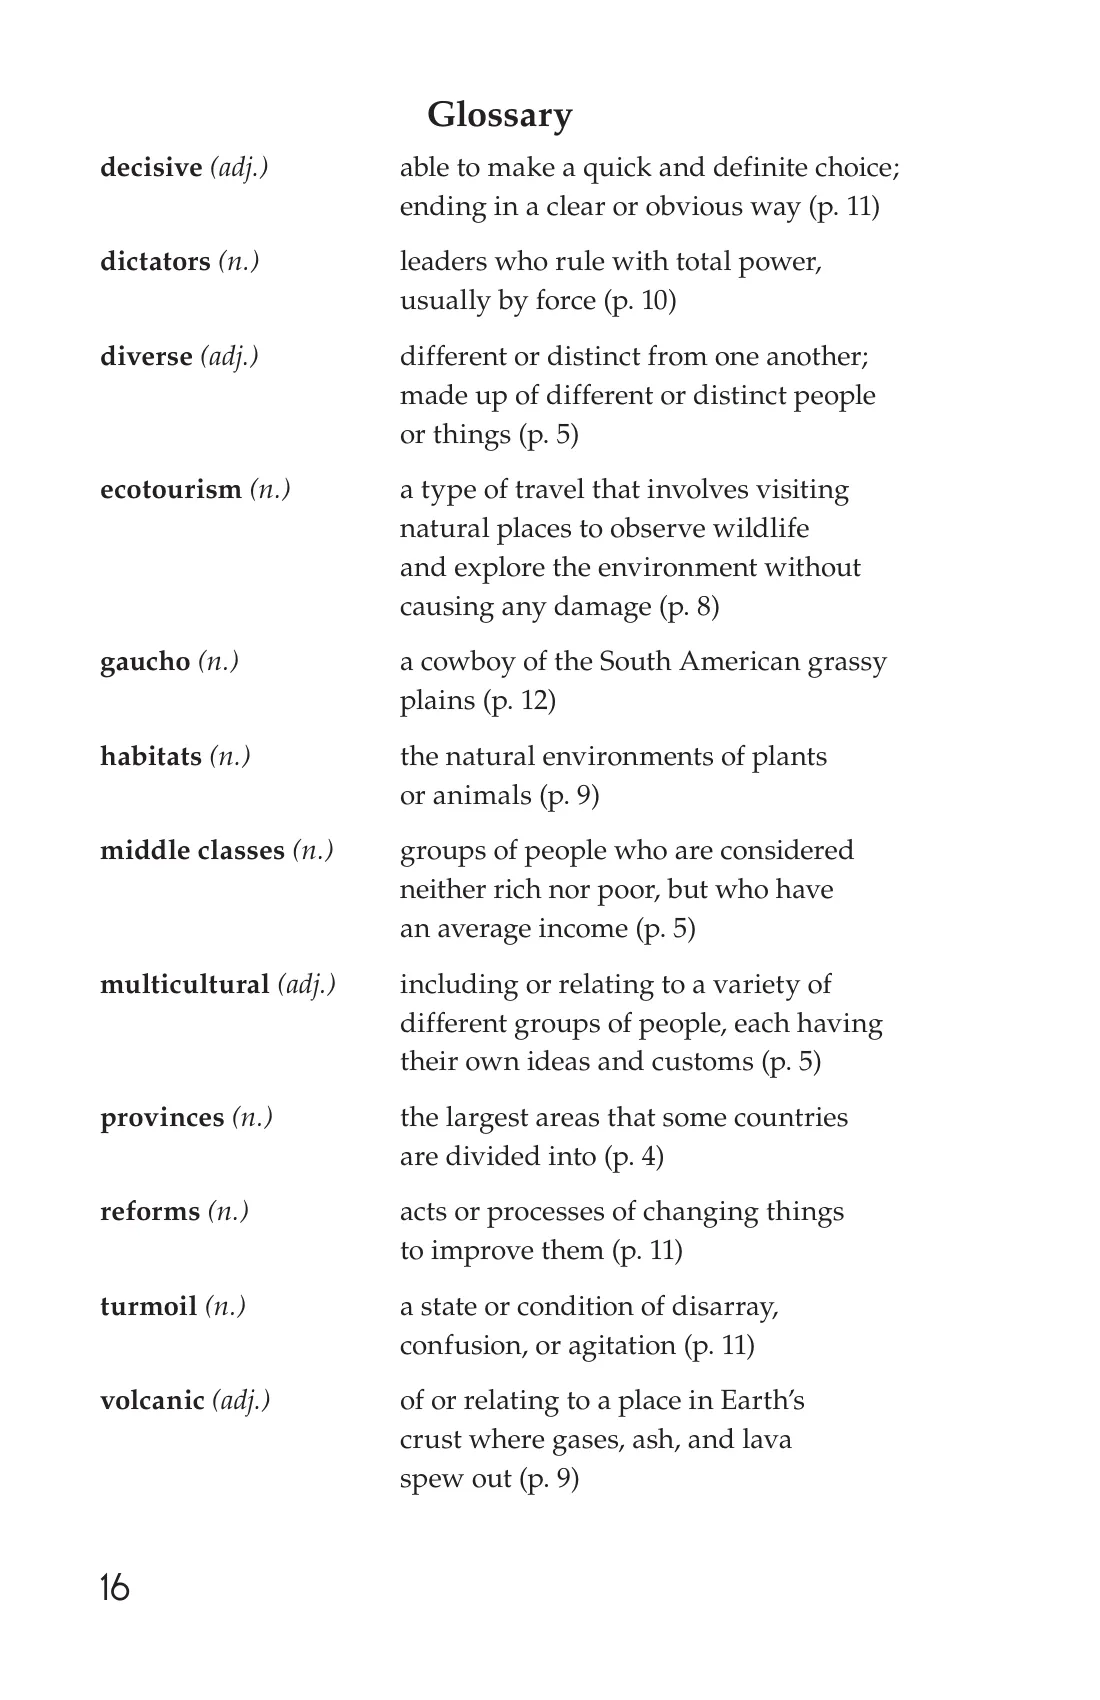 Glossary
decisive (adj.) able to make a quick and definite choice;
ending in a clear or obvious way (p. 11)
dictators (n.) leaders who rule with total power,
usually by force (p. 10)
diverse (adj.) different or distinct from one another;
made up of different or distinct people
or things (p. 5)
ecotourism (n.) a type of travel that involves visiting
natural places to observe wildlife
and explore the environment without
causing any damage (p. 8)
gaucho (n.) a cowboy of the South American grassy
plains (p. 12)
habitats (n.) the natural environments of plants
or animals (p. 9)
middle classes (n.) groups of people who are considered
neither rich nor poor, but who have
an average income (p. 5)
multicultural (adj.) including or relating to a variety of
different groups of people, each having
their own ideas and customs (p. 5)
provinces (n.) the largest areas that some countries
are divided into (p. 4)
reforms (n.) acts or processes of changing things
to improve them (p. 11)
turmoil (n.) a state or condition of disarray,
confusion, or agitation (p. 11)
volcanic (adj.) of or relating to a place in Earth’s
crust where gases, ash, and lava
spew out (p. 9)
16